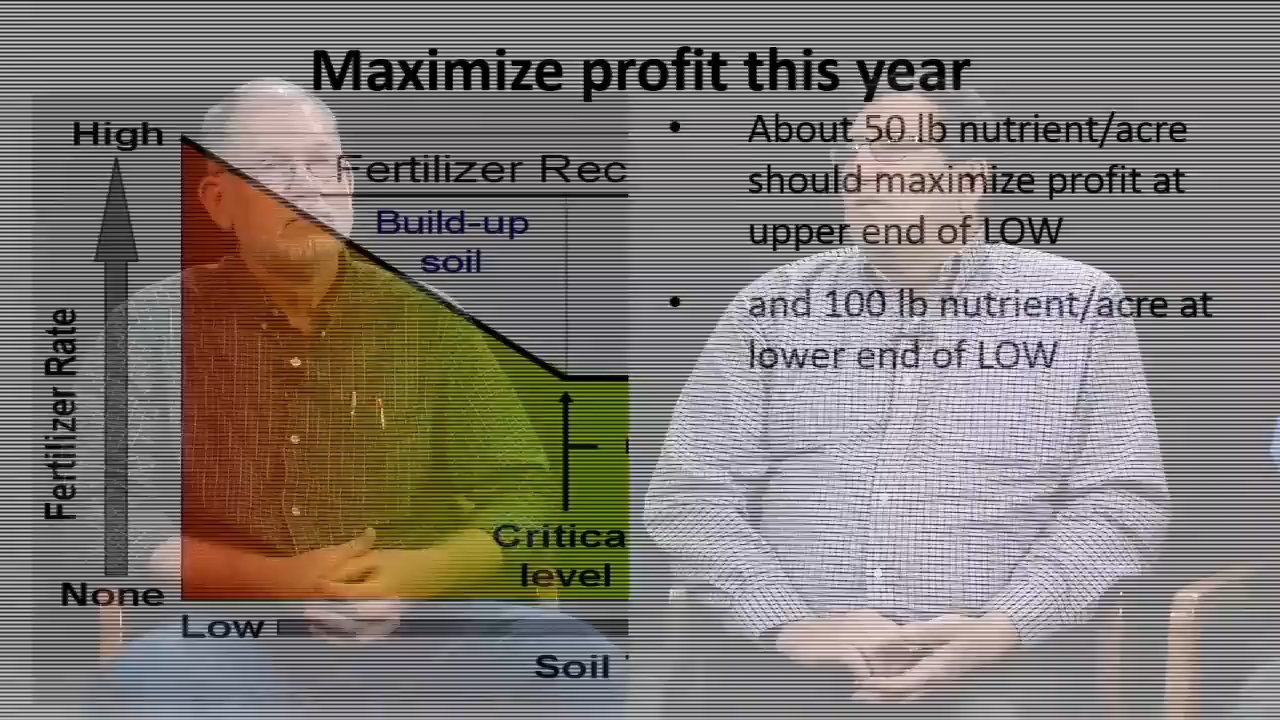 Maximize profit this year
High
Fertilizer Rec
Build-up
soil
Fertilizer Rate
Critica
level
None
Low
Soil
• About 50 lb nutrient/acre
should maximize profit at
upper end of LOW
• and 100 lb nutrient/acre at
lower end of LOW